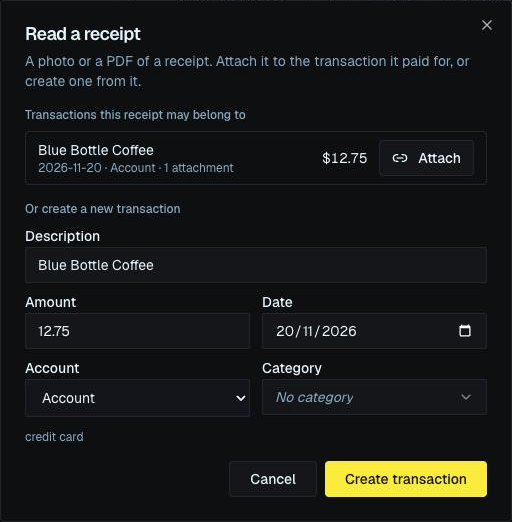 Read a receipt
A photo or a PDF of a receipt. Attach it to the transaction it paid for, or
create one from it.
Transactions this receipt may belong to
Blue Bottle Coffee
2026-11-20 · Account · 1 attachment
$12.75
Attach
Or create a new transaction
Description
Blue Bottle Coffee
Amount
Date
12.75
20/11/2026
Account
Category
Account
No category
credit card
Cancel
Create transaction